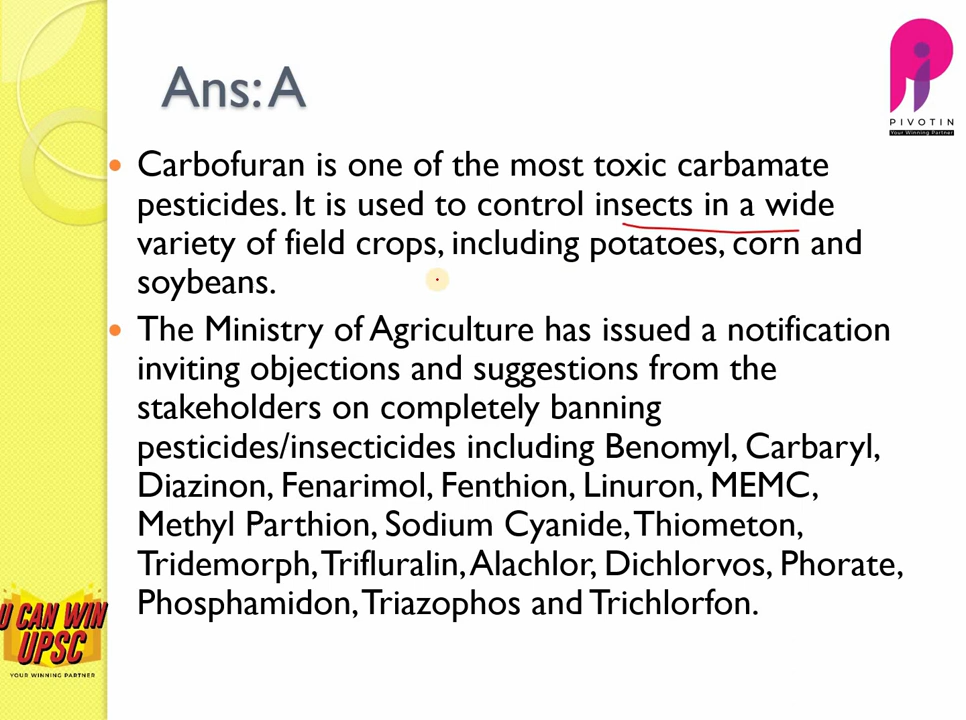 Ans: A
PIVOTIN
Your Winning Partner
Carbofuran is one of the most toxic carbamate
pesticides. It is used to control insects in a wide
variety of field crops, including potatoes, corn and
soybeans.
The Ministry of Agriculture has issued a notification
inviting objections and suggestions from the
stakeholders on completely banning
pesticides/insecticides including Benomyl, Carbaryl,
Diazinon, Fenarimol, Fenthion, Linuron, MEMC,
Methyl Parthion, Sodium Cyanide, Thiometon,
Tridemorph, Trifluralin, Alachlor, Dichlorvos, Phorate,
Phosphamidon, Triazophos and Trichlorfon.
U CAN WIN
UPSC
YOUR WINNING PARTNER